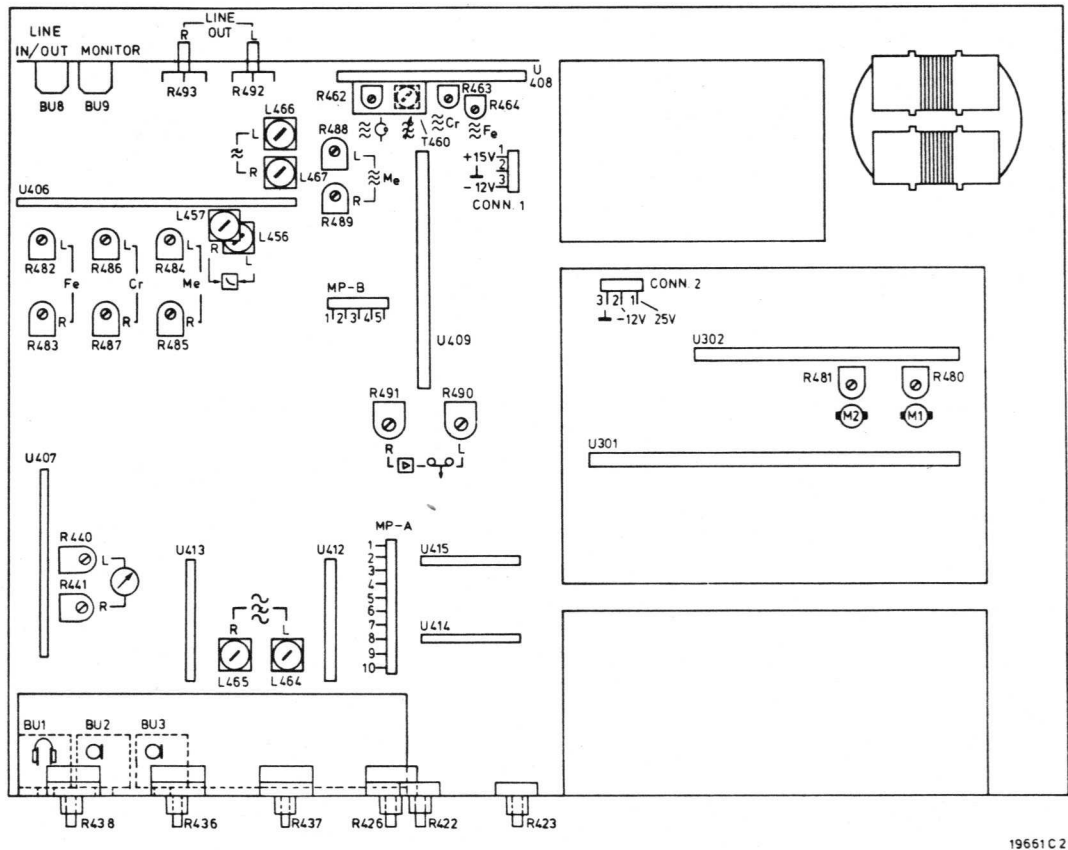 LINE OUT
R L
LINE IN/OUT MONITOR
BU8 BU9 R493 R492
U 408
R462 R463 R464
Cr Fe
T460
L466
L
R
L467
R488
L
Me
R
R489
+15V 1
2
-12V 3
CONN. 1
U406
L457
L456
R
L
R482 L R486 L R484 L
Fe Cr Me
R483 R R487 R R485 R
MP-B
1 2 3 4 5
U409
CONN. 2
3 2 1
-12V 25V
U302
R481 R480
M2 M1
U301
R491 R490
R L
L
U407
R440 L
R441 R
U413
U412
MP-A
1
2
3
4
5
6
7
8
9
10
U415
U414
R L
L465 L464
BU1 BU2 BU3
R438 R436 R437 R426 R422 R423
19661 C 2